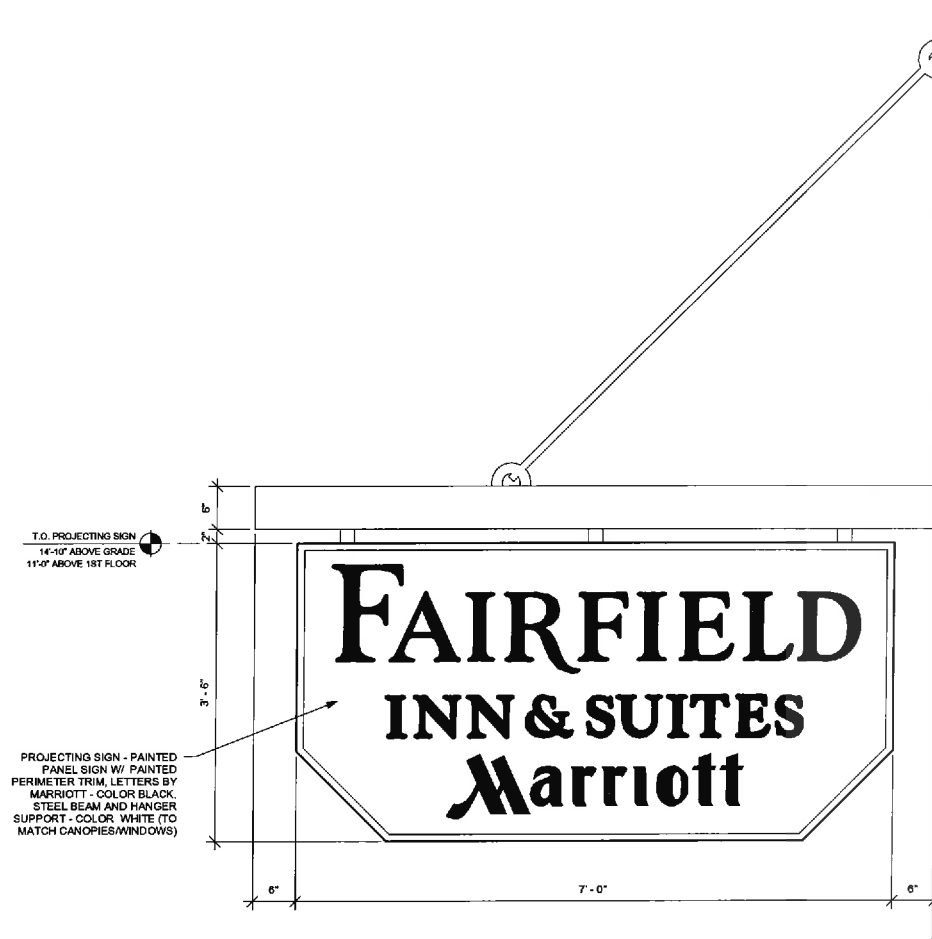 6"
2"
T.O. PROJECTING SIGN
14'-10" ABOVE GRADE
11'-0" ABOVE 1ST FLOOR
FAIRFIELD
INN & SUITES
Marriott
3' - 6"
PROJECTING SIGN - PAINTED
PANEL SIGN W/ PAINTED
PERIMETER TRIM, LETTERS BY
MARRIOTT - COLOR BLACK.
STEEL BEAM AND HANGER
SUPPORT - COLOR WHITE (TO
MATCH CANOPIES/WINDOWS)
6"
7' - 0"
6"